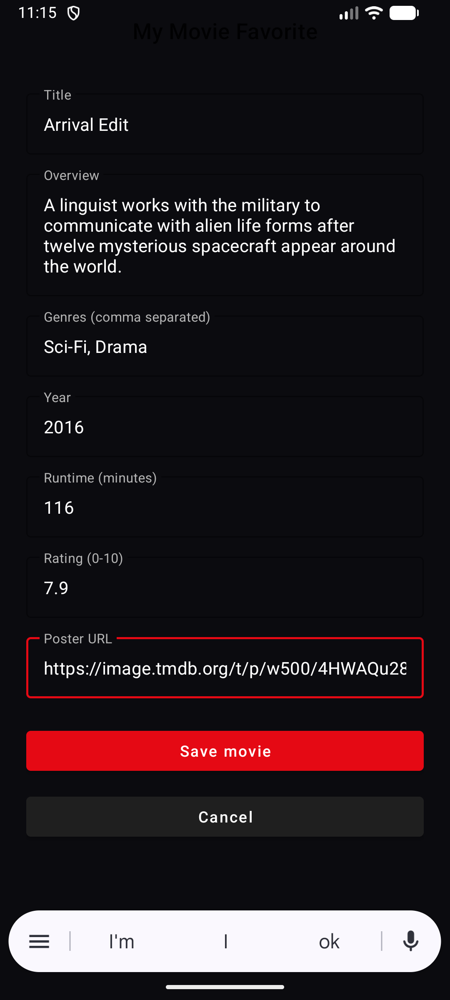 11:15
My Movie Favorite
Title
Arrival Edit
Overview
A linguist works with the military to
communicate with alien life forms after
twelve mysterious spacecraft appear around
the world.
Genres (comma separated)
Sci-Fi, Drama
Year
2016
Runtime (minutes)
116
Rating (0-10)
7.9
Poster URL
https://image.tmdb.org/t/p/w500/4HWAQu28
Save movie
Cancel
I'm I ok